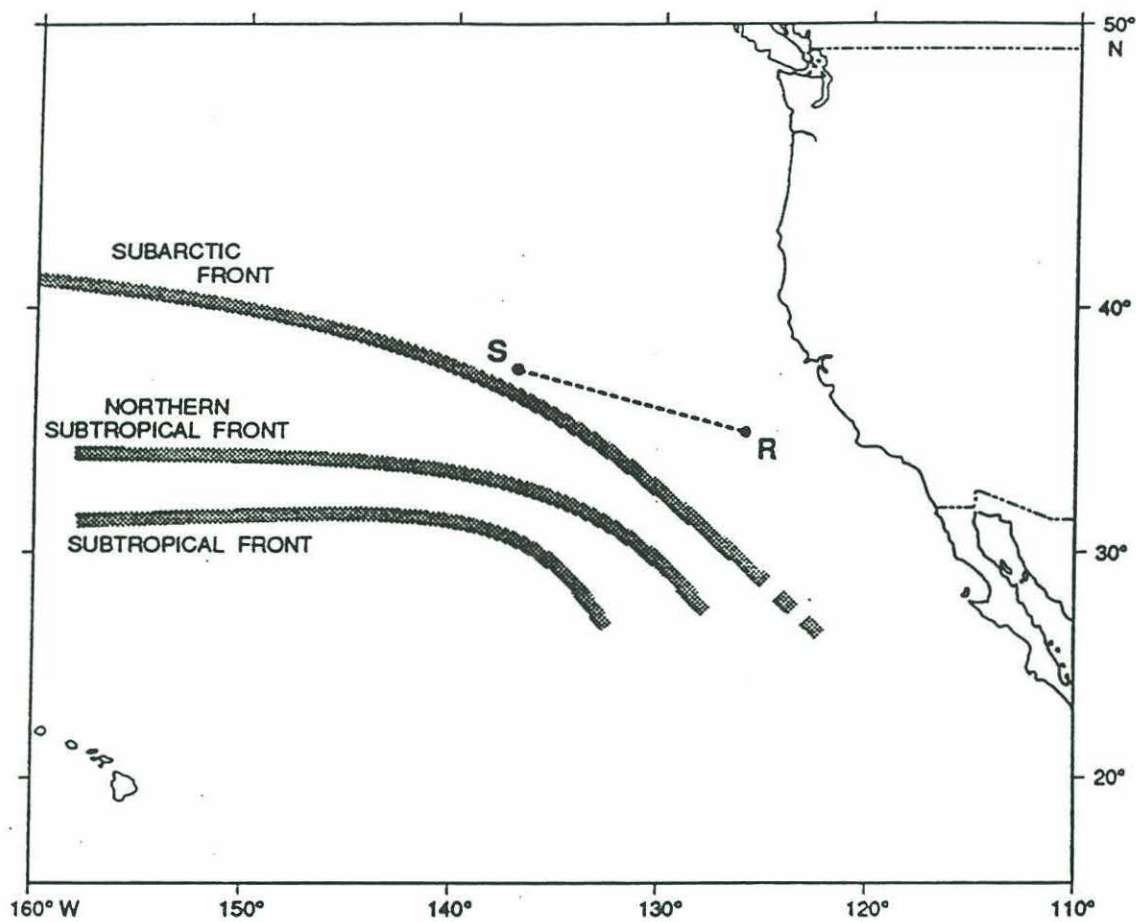 50°
N
SUBARCTIC
FRONT
40°
S
R
NORTHERN
SUBTROPICAL FRONT
SUBTROPICAL FRONT
30°
20°
160° W
150°
140°
130°
120°
110°